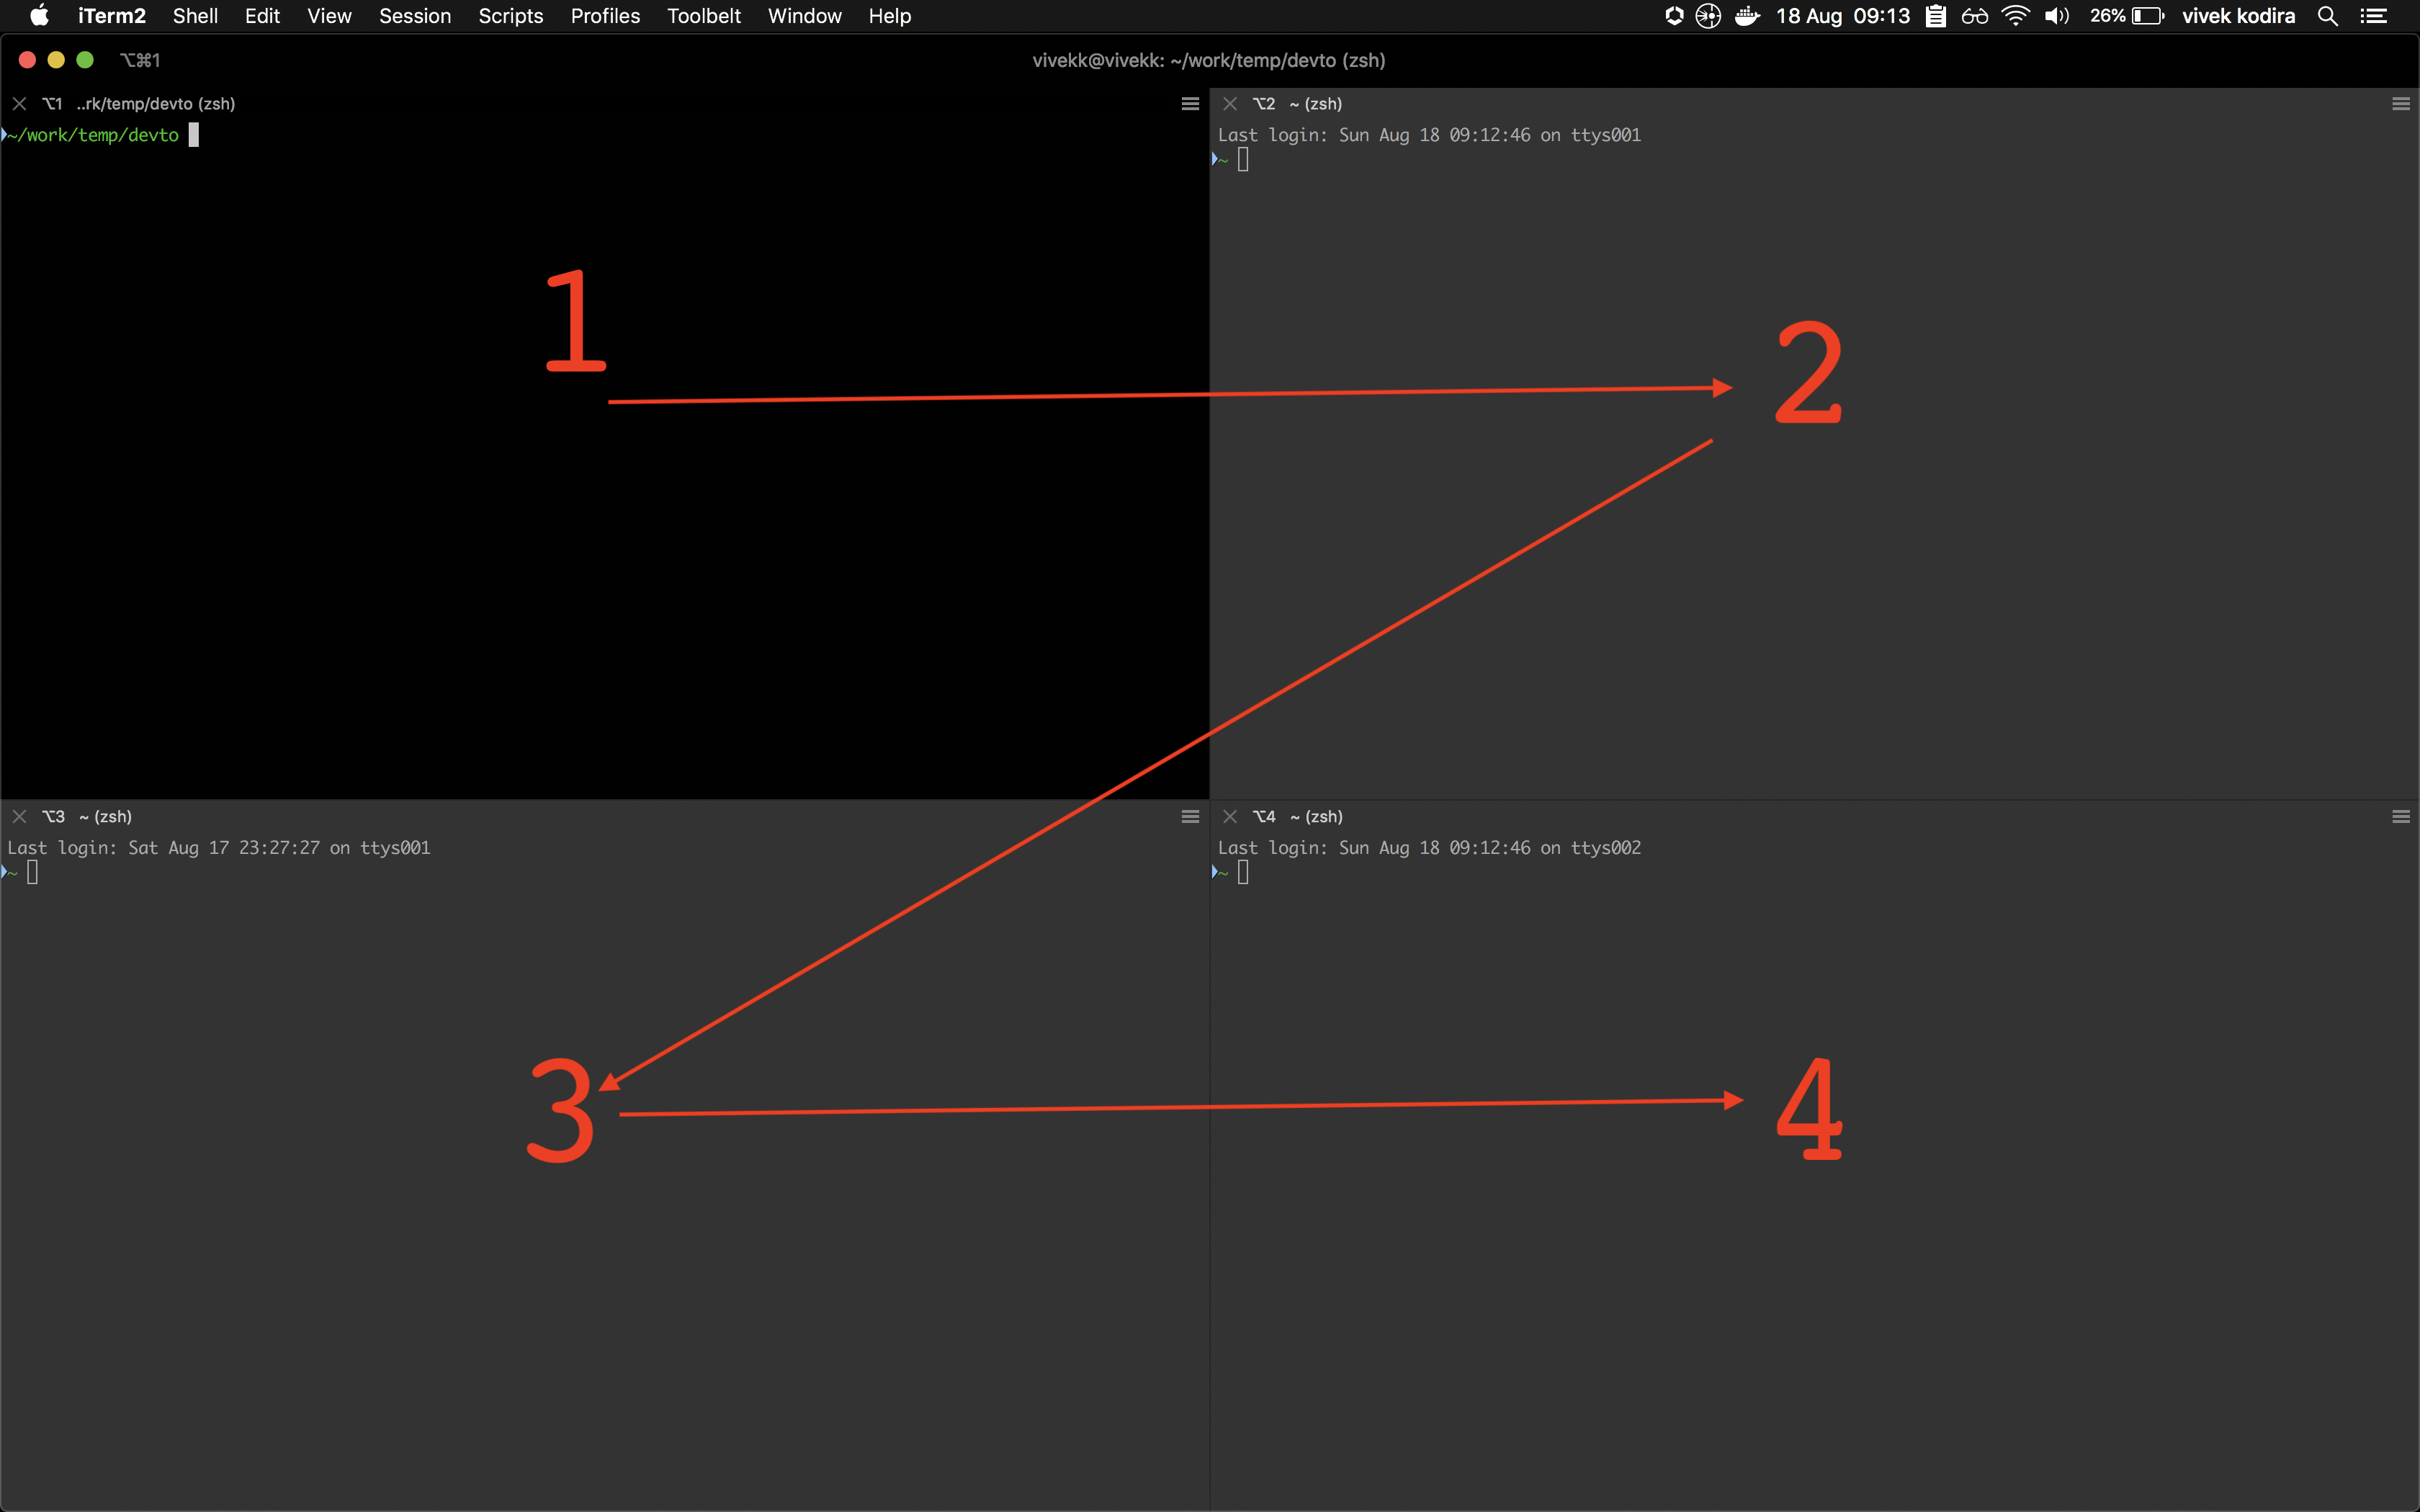 iTerm2 Shell Edit View Session Scripts Profiles Toolbelt Window Help 18 Aug 09:13 26% vivek kodira
⌥⌘1 vivekk@vivekk: ~/work/temp/devto (zsh)
⌥1 ..rk/temp/devto (zsh)
~/work/temp/devto
⌥2 ~ (zsh)
Last login: Sun Aug 18 09:12:46 on ttys001
~
1
2
⌥3 ~ (zsh)
Last login: Sat Aug 17 23:27:27 on ttys001
~
⌥4 ~ (zsh)
Last login: Sun Aug 18 09:12:46 on ttys002
~
3
4